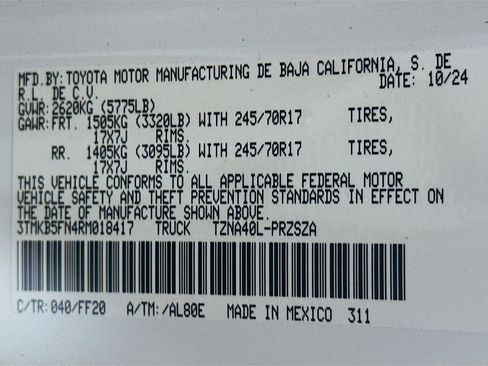 MFD.BY:TOYOTA MOTOR MANUFACTURING DE BAJA CALIFORNIA, S. DE
R.L. DE C.V. DATE: 10/24
GVWR:2620KG (5775LB)
GAWR:FRT. 1505KG (3320LB) WITH 245/70R17 TIRES,
17X7J RIMS.
RR. 1405KG (3095LB) WITH 245/70R17 TIRES,
17X7J RIMS.
THIS VEHICLE CONFORMS TO ALL APPLICABLE FEDERAL MOTOR
VEHICLE SAFETY AND THEFT PREVENTION STANDARDS IN EFFECT ON
THE DATE OF MANUFACTURE SHOWN ABOVE.
3TMKB5FN4RM018417 TRUCK TZNA40L-PRZSZA
C/TR:040/FF20 A/TM:/AL80E MADE IN MEXICO 311